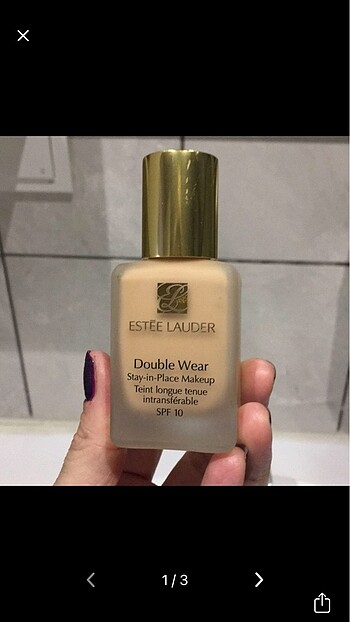 ESTĒE LAUDER
Double Wear
Stay-in-Place Makeup
Teint longue tenue
intransférable
SPF 10
1/3